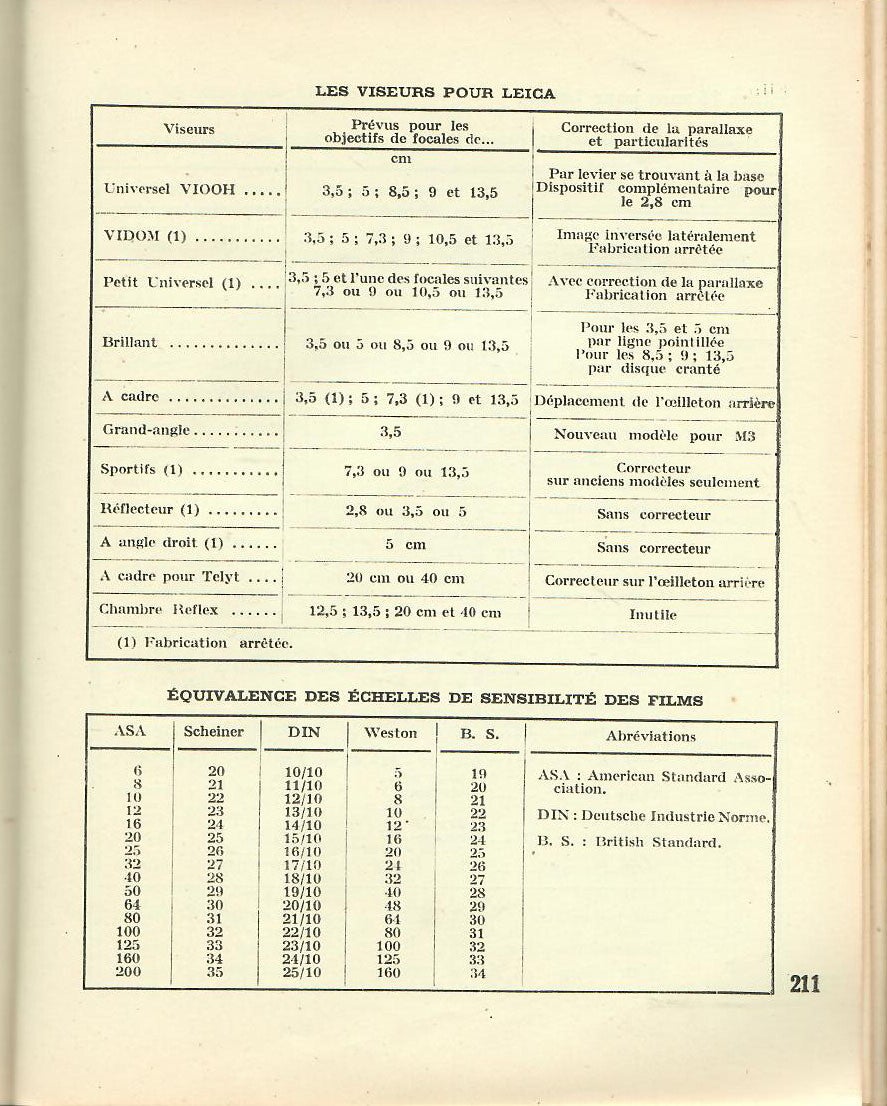 LES VISEURS POUR LEICA
Viseurs
Prévus pour les
objectifs de focales de...
Correction de la parallaxe
et particularités
cm
Universel VIOOH .....
3,5 ; 5 ; 8,5 ; 9 et 13,5
Par levier se trouvant à la base
Dispositif complémentaire pour
le 2,8 cm
VIDOM (1) ...........
3,5 ; 5 ; 7,3 ; 9 ; 10,5 et 13,5
Image inversée latéralement
Fabrication arrêtée
Petit Universel (1) ....
3,5 ; 5 et l'une des focales suivantes
7,3 ou 9 ou 10,5 ou 13,5
Avec correction de la parallaxe
Fabrication arrêtée
Brillant ..............
3,5 ou 5 ou 8,5 ou 9 ou 13,5
Pour les 3,5 et 5 cm
par ligne pointillée
Pour les 8,5 ; 9 ; 13,5
par disque cranté
A cadre ..............
3,5 (1) ; 5 ; 7,3 (1) ; 9 et 13,5
Déplacement de l'œilleton arrière
Grand-angle...........
3,5
Nouveau modèle pour M3
Sportifs (1) ...........
7,3 ou 9 ou 13,5
Correcteur
sur anciens modèles seulement
Réflecteur (1) .........
2,8 ou 3,5 ou 5
Sans correcteur
A angle droit (1) ......
5 cm
Sans correcteur
A cadre pour Telyt ....
20 cm ou 40 cm
Correcteur sur l'œilleton arrière
Chambre Reflex ......
12,5 ; 13,5 ; 20 cm et 40 cm
Inutile
(1) Fabrication arrêtée.
ÉQUIVALENCE DES ÉCHELLES DE SENSIBILITÉ DES FILMS
ASA Scheiner DIN Weston B. S. Abréviations
6 20 10/10 5 19
8 21 11/10 6 20
10 22 12/10 8 21
12 23 13/10 10 22
16 24 14/10 12 23
20 25 15/10 16 24
25 26 16/10 20 25
32 27 17/10 24 26
40 28 18/10 32 27
50 29 19/10 40 28
64 30 20/10 48 29
80 31 21/10 64 30
100 32 22/10 80 31
125 33 23/10 100 32
160 34 24/10 125 33
200 35 25/10 160 34
ASA : American Standard Asso-
ciation.
DIN : Deutsche Industrie Norme.
B. S. : British Standard.
211